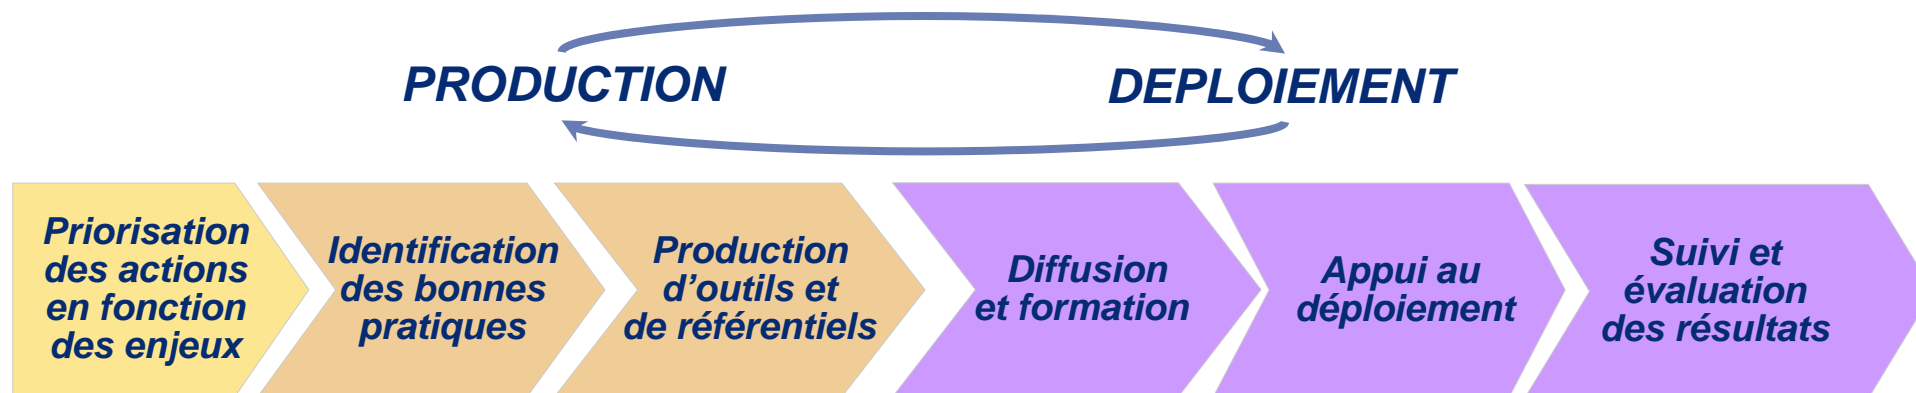 PRODUCTION
DEPLOIEMENT
Priorisation
des actions
en fonction
des enjeux
Identification
des bonnes
pratiques
Production
d’outils et
de référentiels
Diffusion
et formation
Appui au
déploiement
Suivi et
évaluation
des résultats